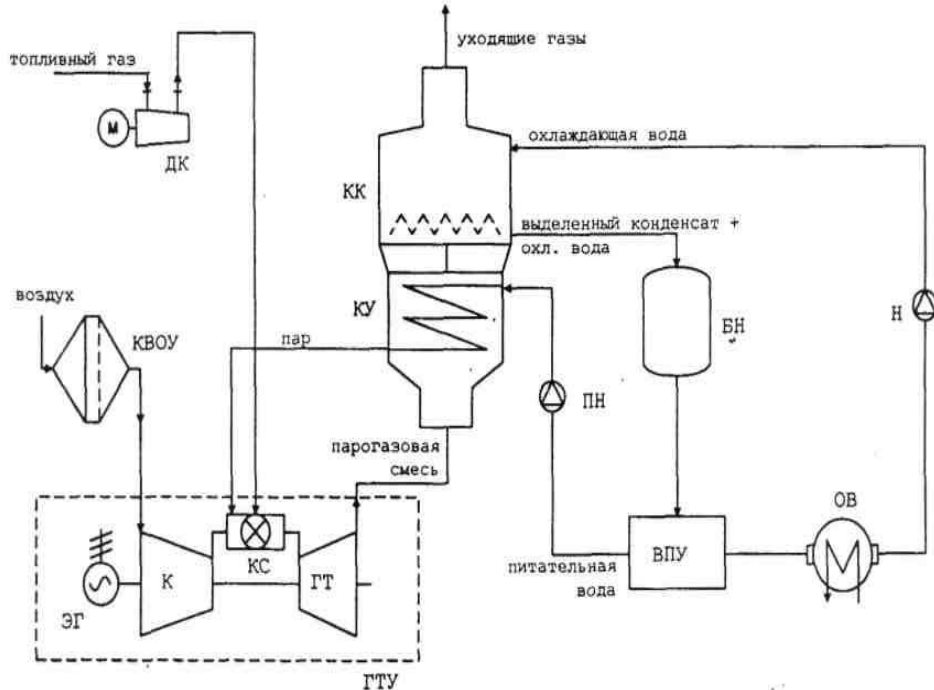 уходящие газы
топливный газ
М
ДК
охлаждающая вода
КК
выделенный конденсат +
охл. вода
воздух
КВОУ
КУ
пар
БН
Н
ПН
парогазовая
смесь
ОВ
ВПУ
питательная
вода
КС
К
ГТ
ЭГ
ГТУ